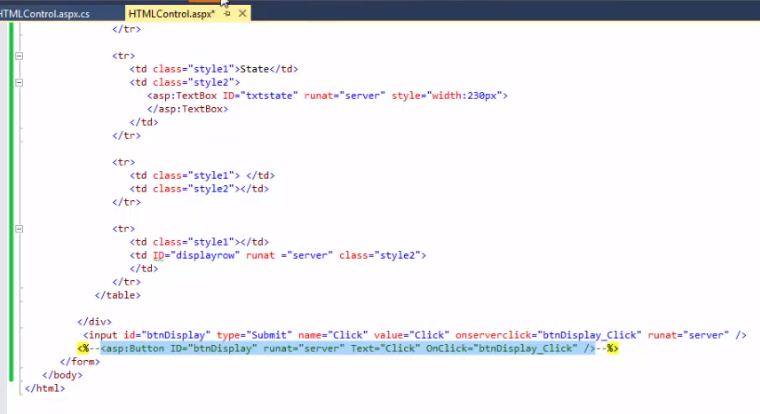 HTMLControl.aspx.cs
HTMLControl.aspx*
</tr>
<tr>
<td class="style1">State</td>
<td class="style2">
<asp:TextBox ID="txtstate" runat="server" style="width:230px">
</asp:TextBox>
</td>
</tr>
<tr>
<td class="style1"> </td>
<td class="style2"></td>
</tr>
<tr>
<td class="style1"></td>
<td ID="displayrow" runat ="server" class="style2">
</td>
</tr>
</table>
</div>
<input id="btnDisplay" type="Submit" name="Click" value="Click" onserverclick="btnDisplay_Click" runat="server" />
<%--<asp:Button ID="btnDisplay" runat="server" Text="Click" OnClick="btnDisplay_Click" />--%>
</form>
</body>
</html>